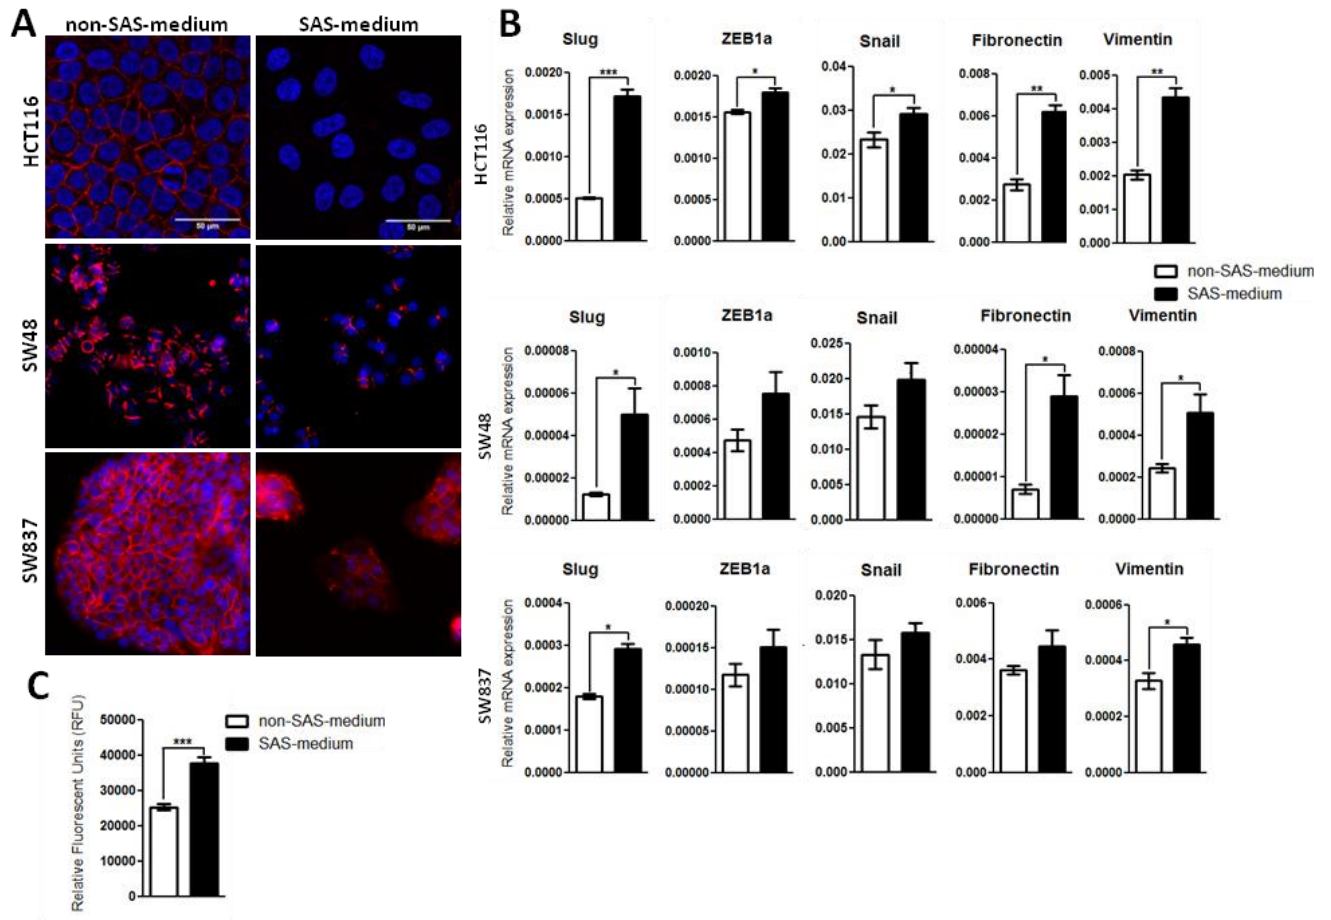 A
non-SAS-medium
SAS-medium
HCT116
50 µm
50 µm
SW48
SW837
B
HCT116
Relative mRNA expression
Slug
0.0020
0.0015
0.0010
0.0005
0.0000
***
ZEB1a
0.0020
0.0015
0.0010
0.0005
0.0000
*
Snail
0.04
0.03
0.02
0.01
0.00
*
Fibronectin
0.008
0.006
0.004
0.002
0.000
**
Vimentin
0.005
0.004
0.003
0.002
0.001
0.000
**
non-SAS-medium
SAS-medium
SW48
Relative mRNA expression
Slug
0.00008
0.00006
0.00004
0.00002
0.00000
*
ZEB1a
0.0010
0.0008
0.0006
0.0004
0.0002
0.0000
Snail
0.025
0.020
0.015
0.010
0.005
0.000
Fibronectin
0.00004
0.00003
0.00002
0.00001
0.00000
*
Vimentin
0.0008
0.0006
0.0004
0.0002
0.0000
*
SW837
Relative mRNA expression
Slug
0.0004
0.0003
0.0002
0.0001
0.0000
*
ZEB1a
0.00020
0.00015
0.00010
0.00005
0.00000
Snail
0.020
0.015
0.010
0.005
0.000
Fibronectin
0.006
0.004
0.002
0.000
Vimentin
0.0006
0.0004
0.0002
0.0000
*
C
Relative Fluorescent Units (RFU)
50000
40000
30000
20000
10000
0
***
non-SAS-medium
SAS-medium